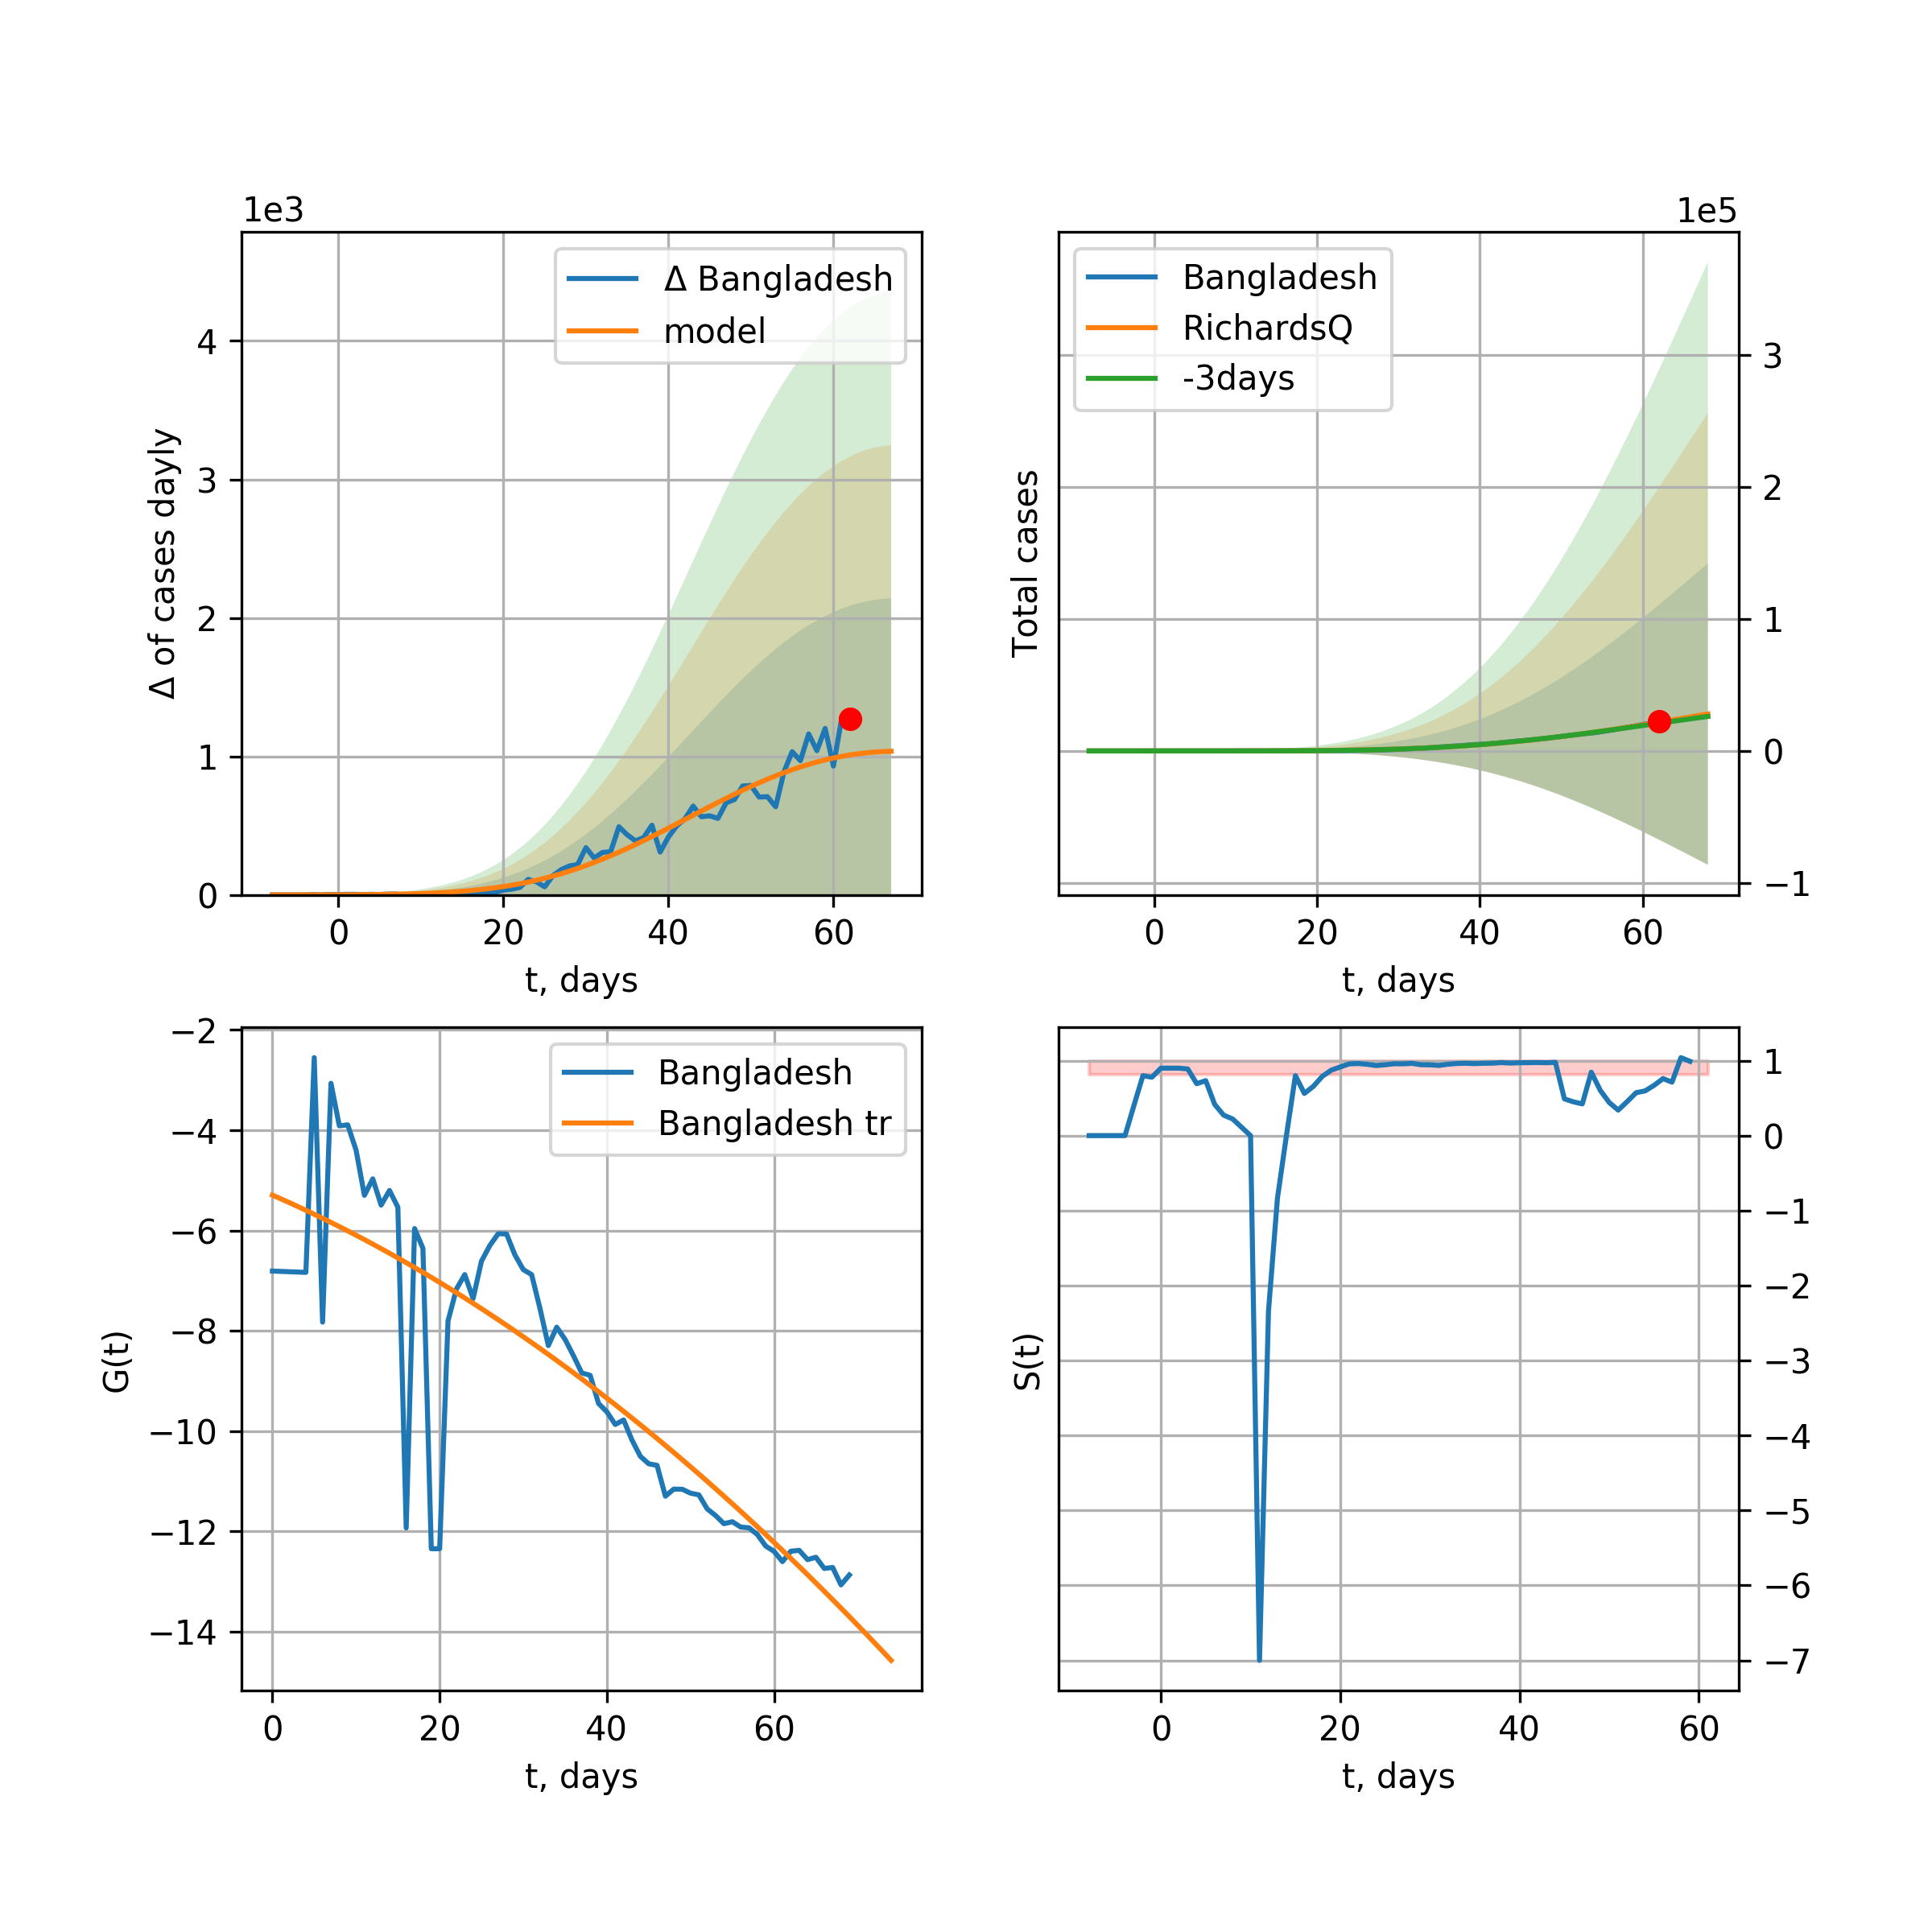 1e3
Δ Bangladesh
model
Δ of cases dayly
4
3
2
1
0
0 20 40 60
t, days
1e5
Bangladesh
RichardsQ
-3days
Total cases
3
2
1
0
−1
0 20 40 60
t, days
Bangladesh
Bangladesh tr
G(t)
−2
−4
−6
−8
−10
−12
−14
0 20 40 60
t, days
S(t)
1
0
−1
−2
−3
−4
−5
−6
−7
0 20 40 60
t, days